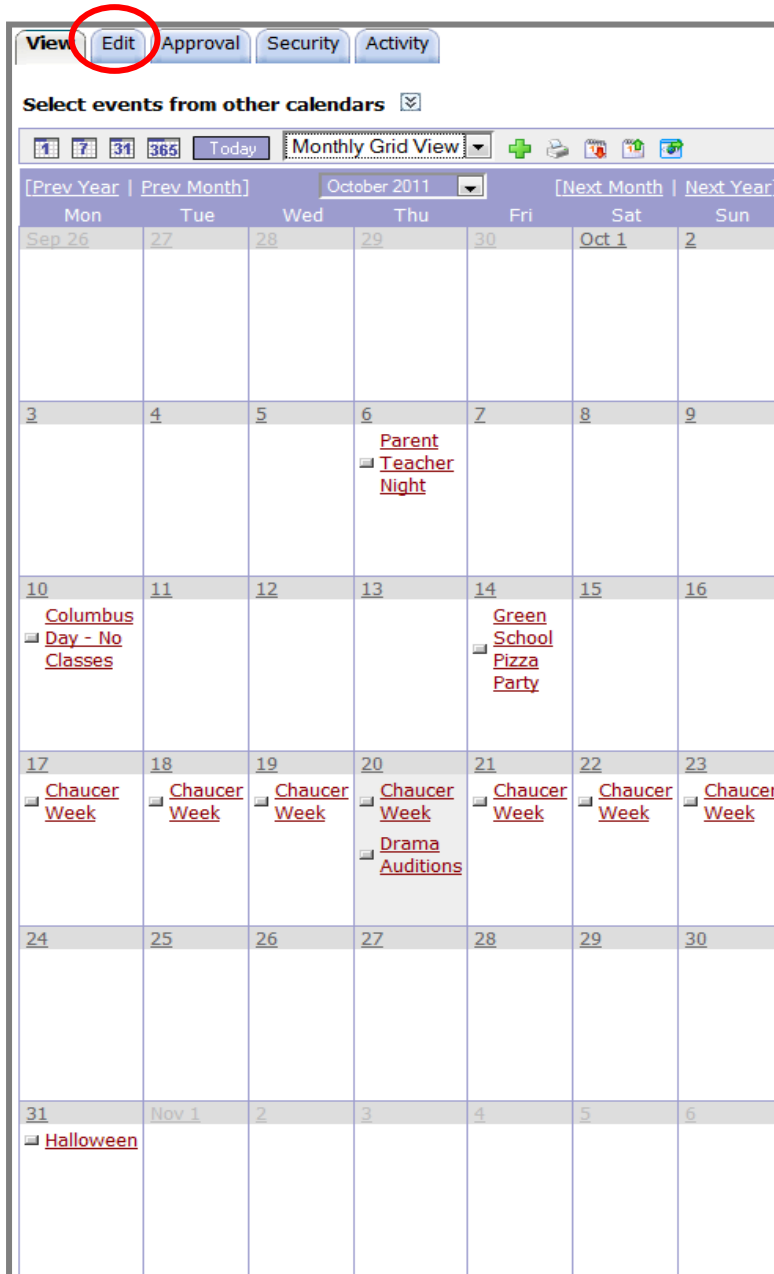 View Edit Approval Security Activity
Select events from other calendars
1 7 31 365 Today Monthly Grid View
[Prev Year | Prev Month] October 2011 [Next Month | Next Year]
Mon Tue Wed Thu Fri Sat Sun
Sep 26 27 28 29 30 Oct 1 2
3 4 5 6 7 8 9
Parent
Teacher
Night
10 11 12 13 14 15 16
Columbus
Day - No
Classes
Green
School
Pizza
Party
17 18 19 20 21 22 23
Chaucer Chaucer Chaucer Chaucer Chaucer Chaucer Chaucer
Week Week Week Week Week Week Week
Drama
Auditions
24 25 26 27 28 29 30
31 Nov 1 2 3 4 5 6
Halloween